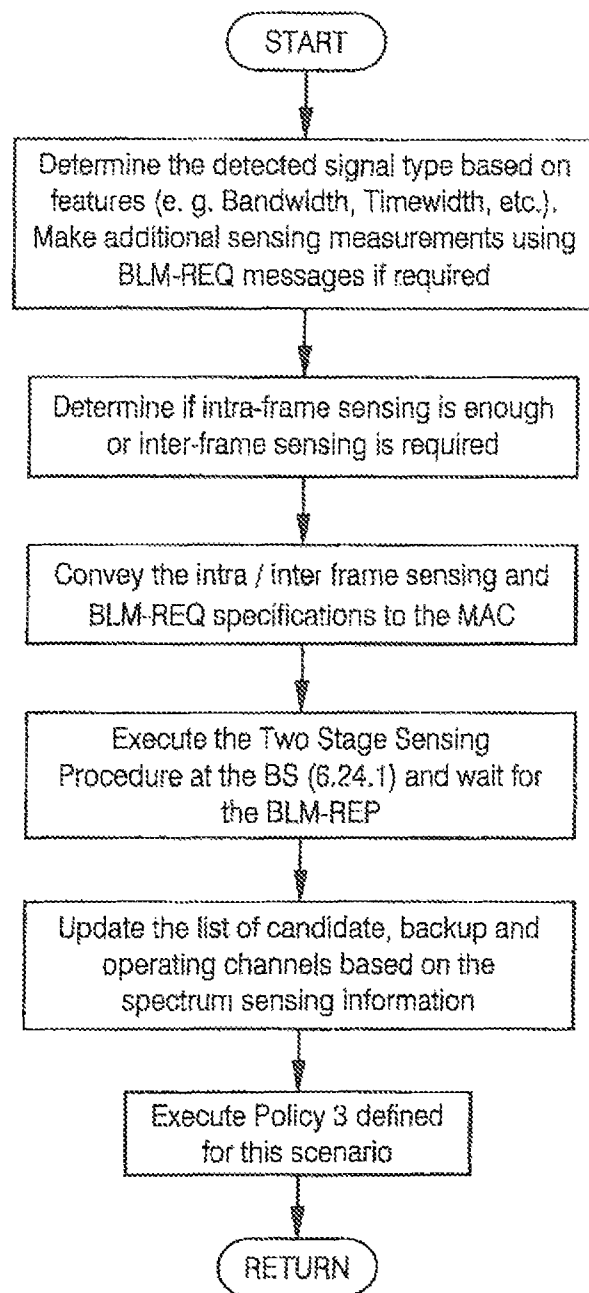 START
Determine the detected signal type based on
features (e. g. Bandwidth, Timewidth, etc.).
Make additional sensing measurements using
BLM-REQ messages if required
Determine if intra-frame sensing is enough
or inter-frame sensing is required
Convey the intra / inter frame sensing and
BLM-REQ specifications to the MAC
Execute the Two Stage Sensing
Procedure at the BS (6.24.1) and wait for
the BLM-REP
Update the list of candidate, backup and
operating channels based on the
spectrum sensing information
Execute Policy 3 defined
for this scenario
RETURN